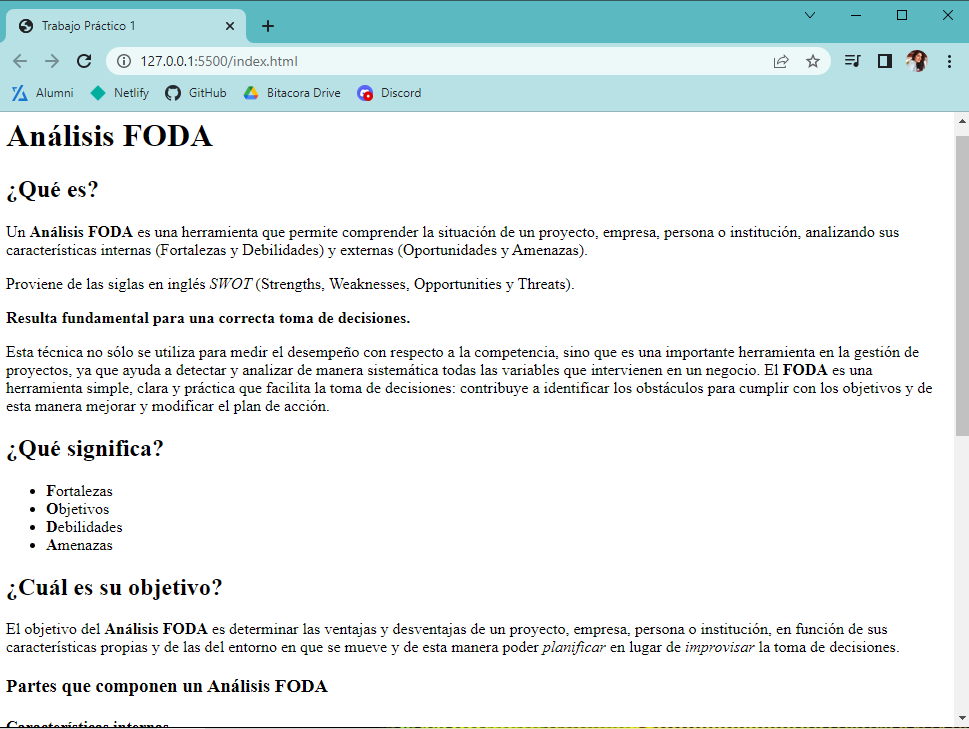 Trabajo Práctico 1
127.0.0.1:5500/index.html
Alumni
Netlify
GitHub
Bitacora Drive
Discord
Análisis FODA
¿Qué es?
Un Análisis FODA es una herramienta que permite comprender la situación de un proyecto, empresa, persona o institución, analizando sus
características internas (Fortalezas y Debilidades) y externas (Oportunidades y Amenazas).
Proviene de las siglas en inglés SWOT (Strengths, Weaknesses, Opportunities y Threats).
Resulta fundamental para una correcta toma de decisiones.
Esta técnica no sólo se utiliza para medir el desempeño con respecto a la competencia, sino que es una importante herramienta en la gestión de
proyectos, ya que ayuda a detectar y analizar de manera sistemática todas las variables que intervienen en un negocio. El FODA es una
herramienta simple, clara y práctica que facilita la toma de decisiones: contribuye a identificar los obstáculos para cumplir con los objetivos y de
esta manera mejorar y modificar el plan de acción.
¿Qué significa?
Fortalezas
Objetivos
Debilidades
Amenazas
¿Cuál es su objetivo?
El objetivo del Análisis FODA es determinar las ventajas y desventajas de un proyecto, empresa, persona o institución, en función de sus
características propias y de las del entorno en que se mueve y de esta manera poder planificar en lugar de improvisar la toma de decisiones.
Partes que componen un Análisis FODA
Características internas